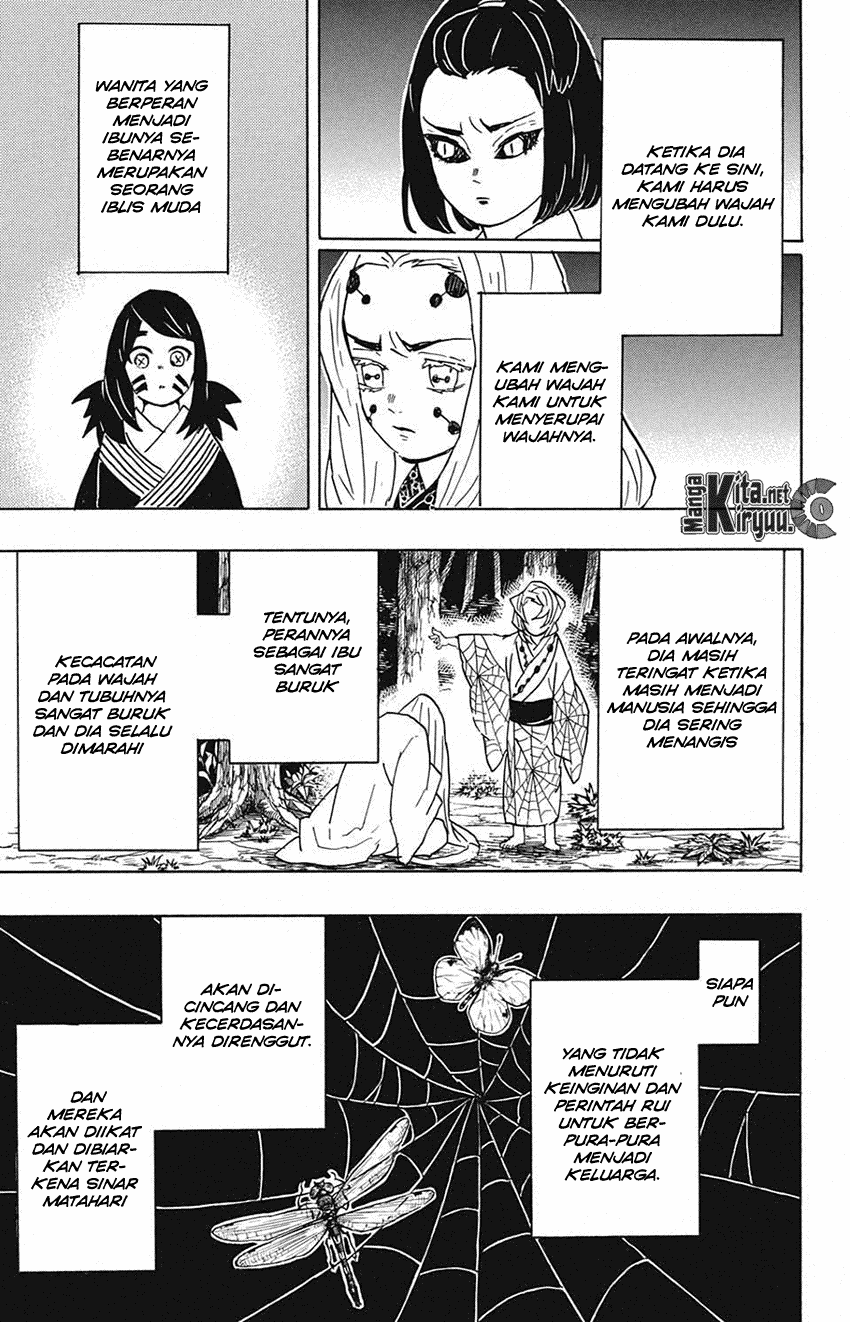 KETIKA DIA
DATANG KE SINI,
KAMI HARUS
MENGUBAH WAJAH
KAMI DULU.
KAMI MENG-
UBAH WAJAH
KAMI UNTUK
MENYERUPAI
WAJAHNYA.
WANITA YANG
BERPERAN
MENJADI
IBUNYA SE-
BENARNYA
MERUPAKAN
SEORANG
IBLIS MUDA
Manga
Kita.net
Kiryuu.
PADA AWALNYA,
DIA MASIH
TERINGAT KETIKA
MASIH MENJADI
MANUSIA SEHINGGA
DIA SERING
MENANGIS
TENTUNYA,
PERANNYA
SEBAGAI IBU
SANGAT
BURUK
KECACATAN
PADA WAJAH
DAN TUBUHNYA
SANGAT BURUK
DAN DIA SELALU
DIMARAHI
SIAPA
PUN
YANG TIDAK
MENURUTI
KEINGINAN DAN
PERINTAH RUI
UNTUK BER-
PURA-PURA
MENJADI
KELUARGA.
AKAN DI-
CINCANG DAN
KECERDASAN-
NYA DIRENGGUT.
DAN
MEREKA
AKAN DIIKAT
DAN DIBIAR-
KAN TER-
KENA SINAR
MATAHARI